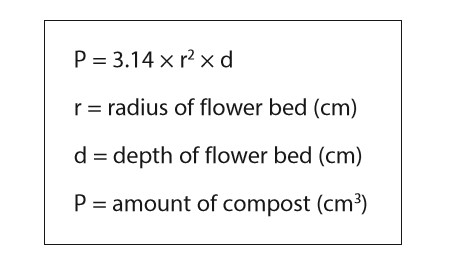 P = 3.14 × r² × d
r = radius of flower bed (cm)
d = depth of flower bed (cm)
P = amount of compost (cm³)